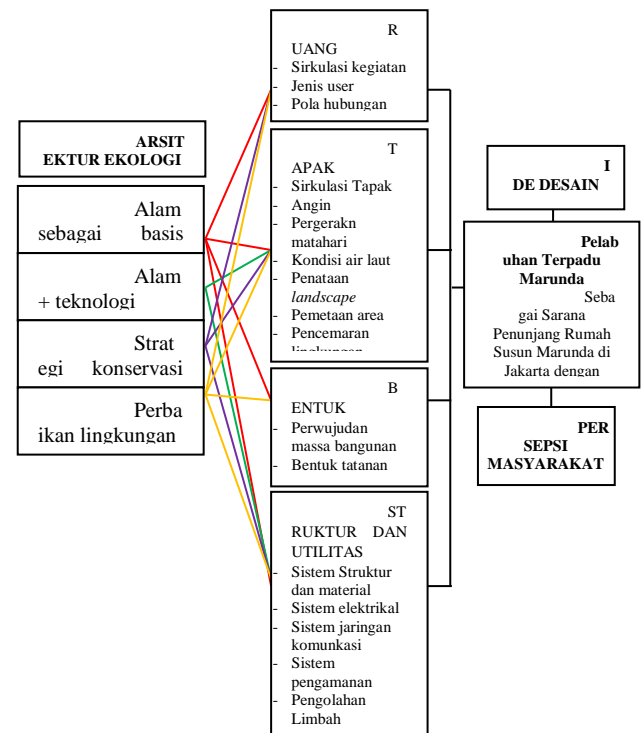 R
UANG
- Sirkulasi kegiatan
- Jenis user
- Pola hubungan
ARSIT
EKTUR EKOLOGI
Alam
sebagai basis
Alam
+ teknologi
Strat
egi konservasi
Perba
ikan lingkungan
T
APAK
- Sirkulasi Tapak
- Angin
- Pergerakn
matahari
- Kondisi air laut
- Penataan
landscape
- Pemetaan area
- Pencemaran
lingkungan
B
ENTUK
- Perwujudan
massa bangunan
- Bentuk tatanan
ST
RUKTUR DAN
UTILITAS
- Sistem Struktur
dan material
- Sistem elektrikal
- Sistem jaringan
komunkasi
- Sistem
pengamanan
- Pengolahan
Limbah
I
DE DESAIN
Pelab
uhan Terpadu
Marunda
Seba
gai Sarana
Penunjang Rumah
Susun Marunda di
Jakarta dengan
PER
SEPSI
MASYARAKAT